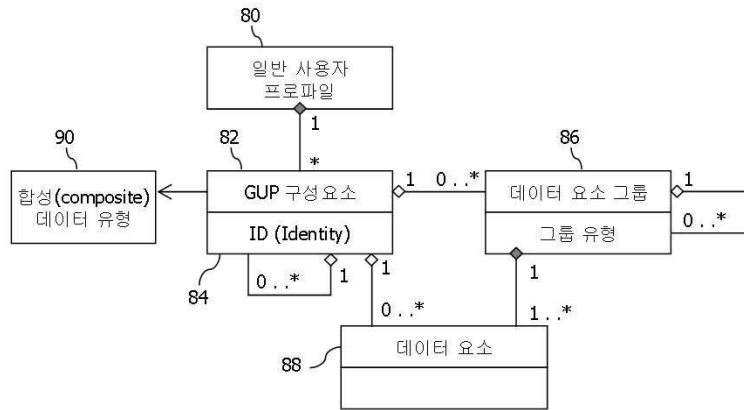 80
일반 사용자
프로파일
1
90
82
*
86
합성(composite)
데이터 유형
GUP 구성요소
1
0..*
데이터 요소 그룹
1
ID (Identity)
그룹 유형
0..*
84
0..*
1
1
1
0..*
1..*
88
데이터 요소